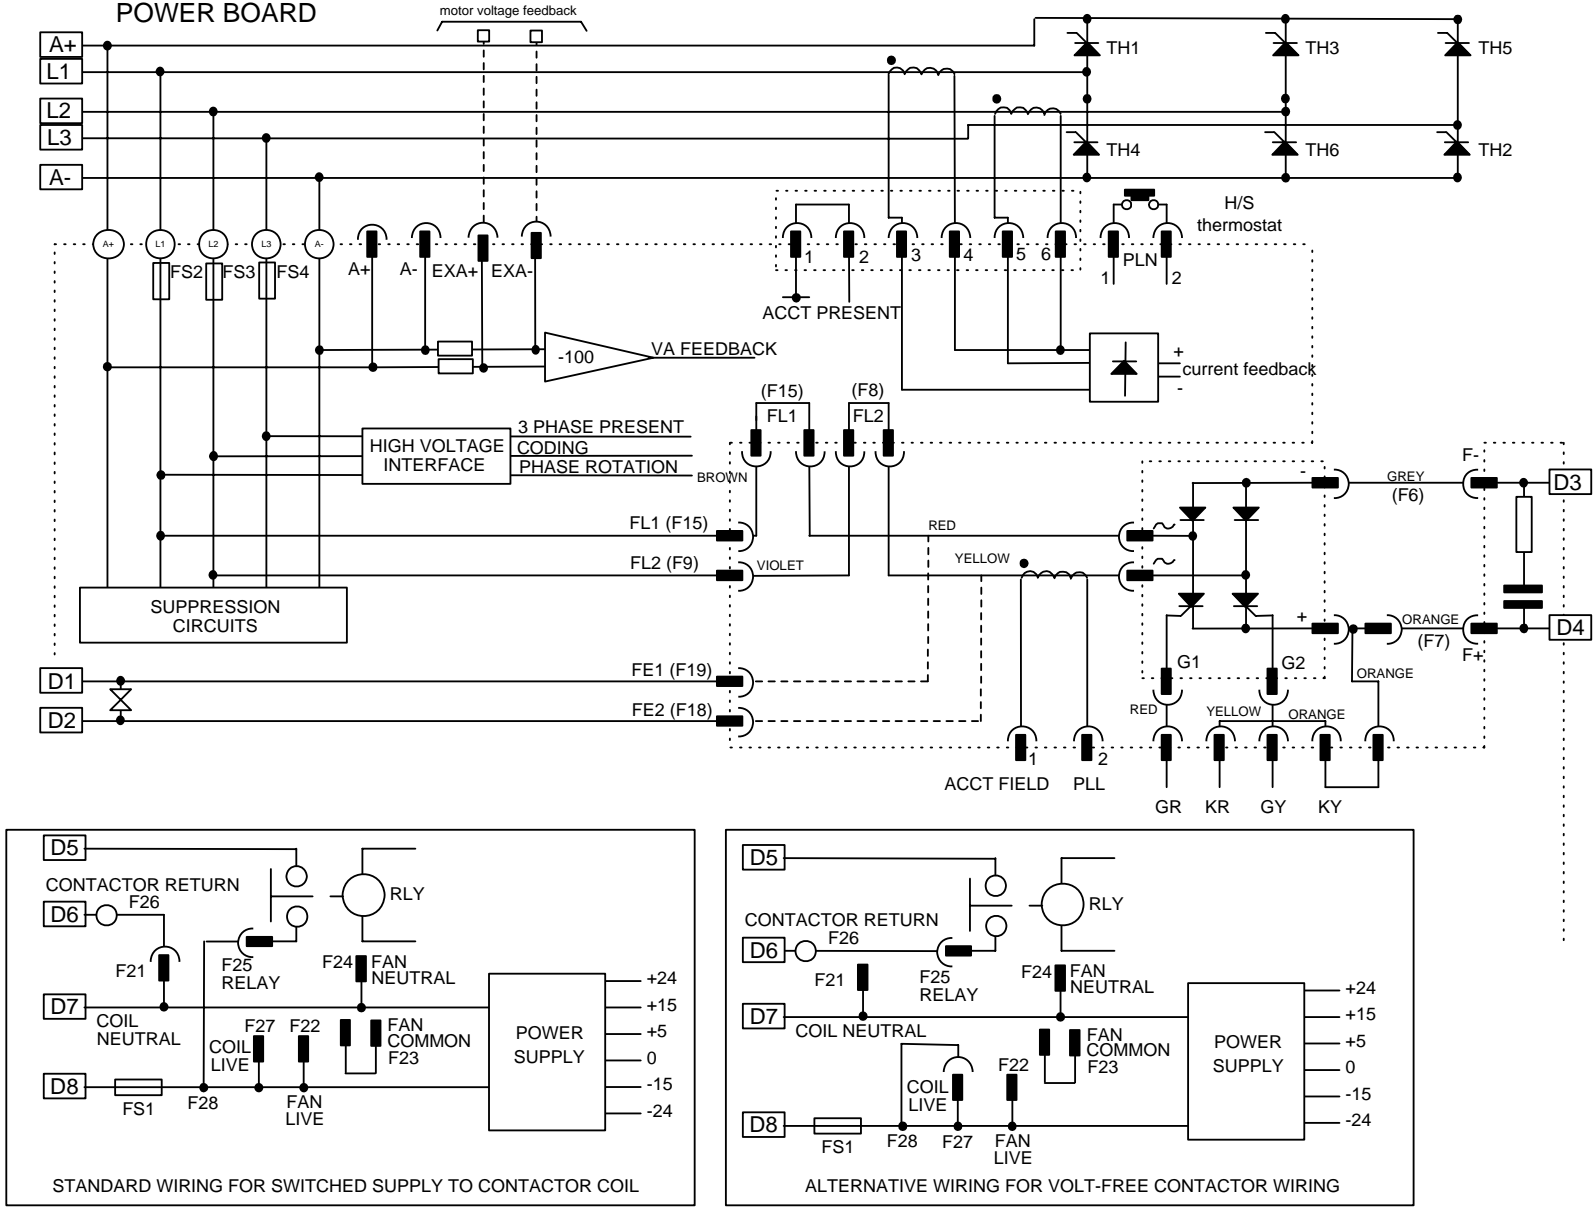 POWER BOARD
motor voltage feedback
A+
L1
L2
L3
A-
TH1
TH3
TH5
TH4
TH6
TH2
H/S
thermostat
A+
L1
L2
L3
A-
FS2
FS3
FS4
A+
A-
EXA+
EXA-
1
2
3
4
5
6
PLN
1
2
ACCT PRESENT
-100
VA FEEDBACK
+
current feedback
-
(F15)
FL1
(F8)
FL2
HIGH VOLTAGE
INTERFACE
3 PHASE PRESENT
CODING
PHASE ROTATION
BROWN
-
GREY
(F6)
F-
D3
FL1 (F15)
RED
FL2 (F9)
VIOLET
YELLOW
SUPPRESSION
CIRCUITS
+
ORANGE
(F7)
F+
D4
D1
FE1 (F19)
G1
G2
ORANGE
D2
FE2 (F18)
RED
YELLOW
ORANGE
1
2
ACCT FIELD
PLL
GR
KR
GY
KY
D5
CONTACTOR RETURN
F26
D6
RLY
F21
F25
RELAY
F24
FAN
NEUTRAL
D7
COIL
NEUTRAL
F27
F22
COIL
LIVE
FAN
COMMON
F23
D8
FS1
F28
FAN
LIVE
POWER
SUPPLY
+24
+15
+5
0
-15
-24
STANDARD WIRING FOR SWITCHED SUPPLY TO CONTACTOR COIL
D5
CONTACTOR RETURN
F26
D6
RLY
F21
F25
RELAY
F24
FAN
NEUTRAL
D7
COIL NEUTRAL
FAN
COMMON
F23
F22
COIL
LIVE
D8
FS1
F28
F27
FAN
LIVE
POWER
SUPPLY
+24
+15
+5
0
-15
-24
ALTERNATIVE WIRING FOR VOLT-FREE CONTACTOR WIRING